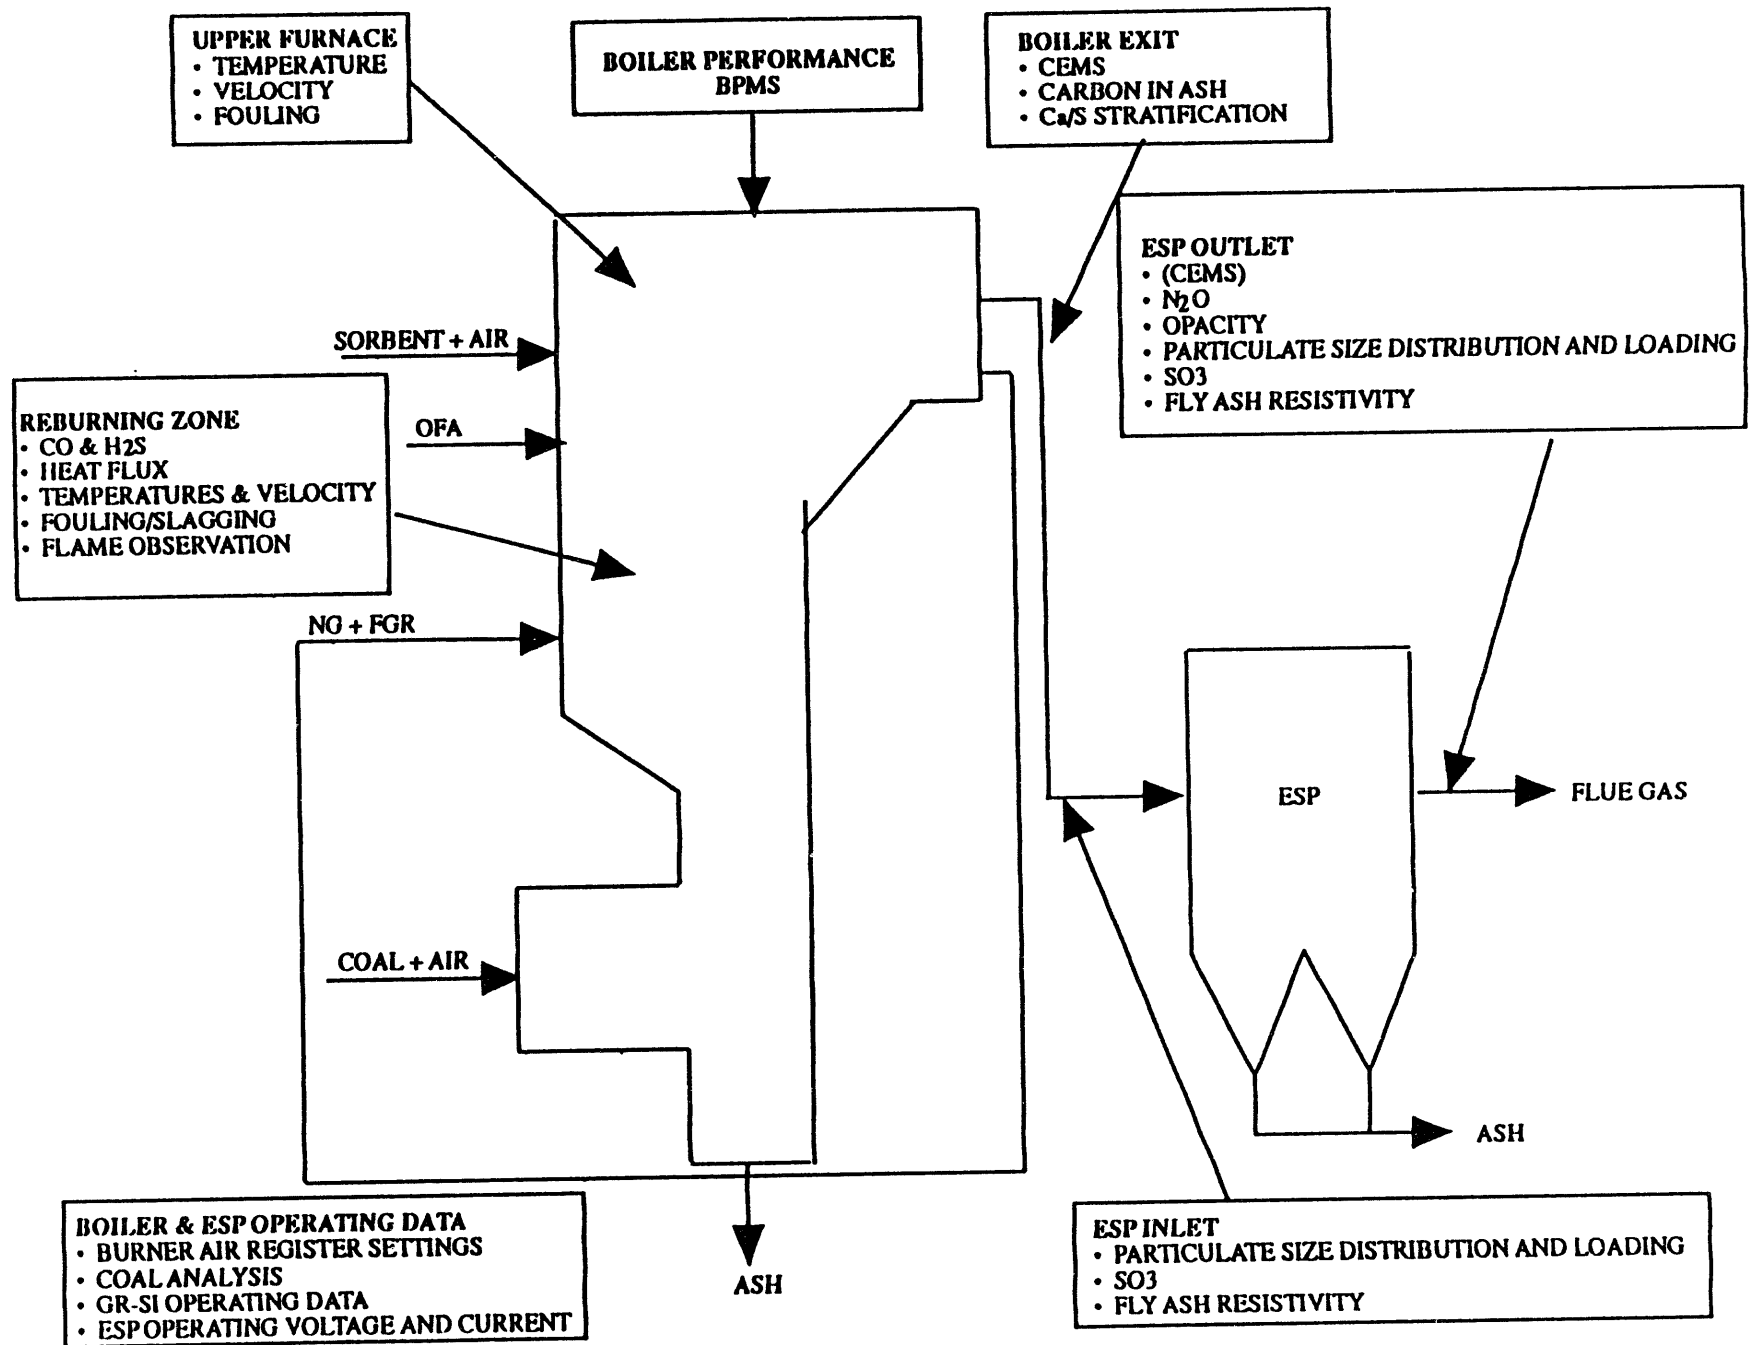 UPPER FURNACE
• TEMPERATURE
• VELOCITY
• FOULING
BOILER PERFORMANCE
BPMS
BOILER EXIT
• CEMS
• CARBON IN ASH
• Ca/S STRATIFICATION
ESP OUTLET
• (CEMS)
• N2O
• OPACITY
• PARTICULATE SIZE DISTRIBUTION AND LOADING
• SO3
• FLY ASH RESISTIVITY
SORBENT + AIR
OFA
REBURNING ZONE
• CO & H2S
• HEAT FLUX
• TEMPERATURES & VELOCITY
• FOULING/SLAGGING
• FLAME OBSERVATION
NG + FGR
COAL + AIR
ESP
FLUE GAS
ASH
ASH
BOILER & ESP OPERATING DATA
• BURNER AIR REGISTER SETTINGS
• COAL ANALYSIS
• GR-SI OPERATING DATA
• ESP OPERATING VOLTAGE AND CURRENT
ESP INLET
• PARTICULATE SIZE DISTRIBUTION AND LOADING
• SO3
• FLY ASH RESISTIVITY